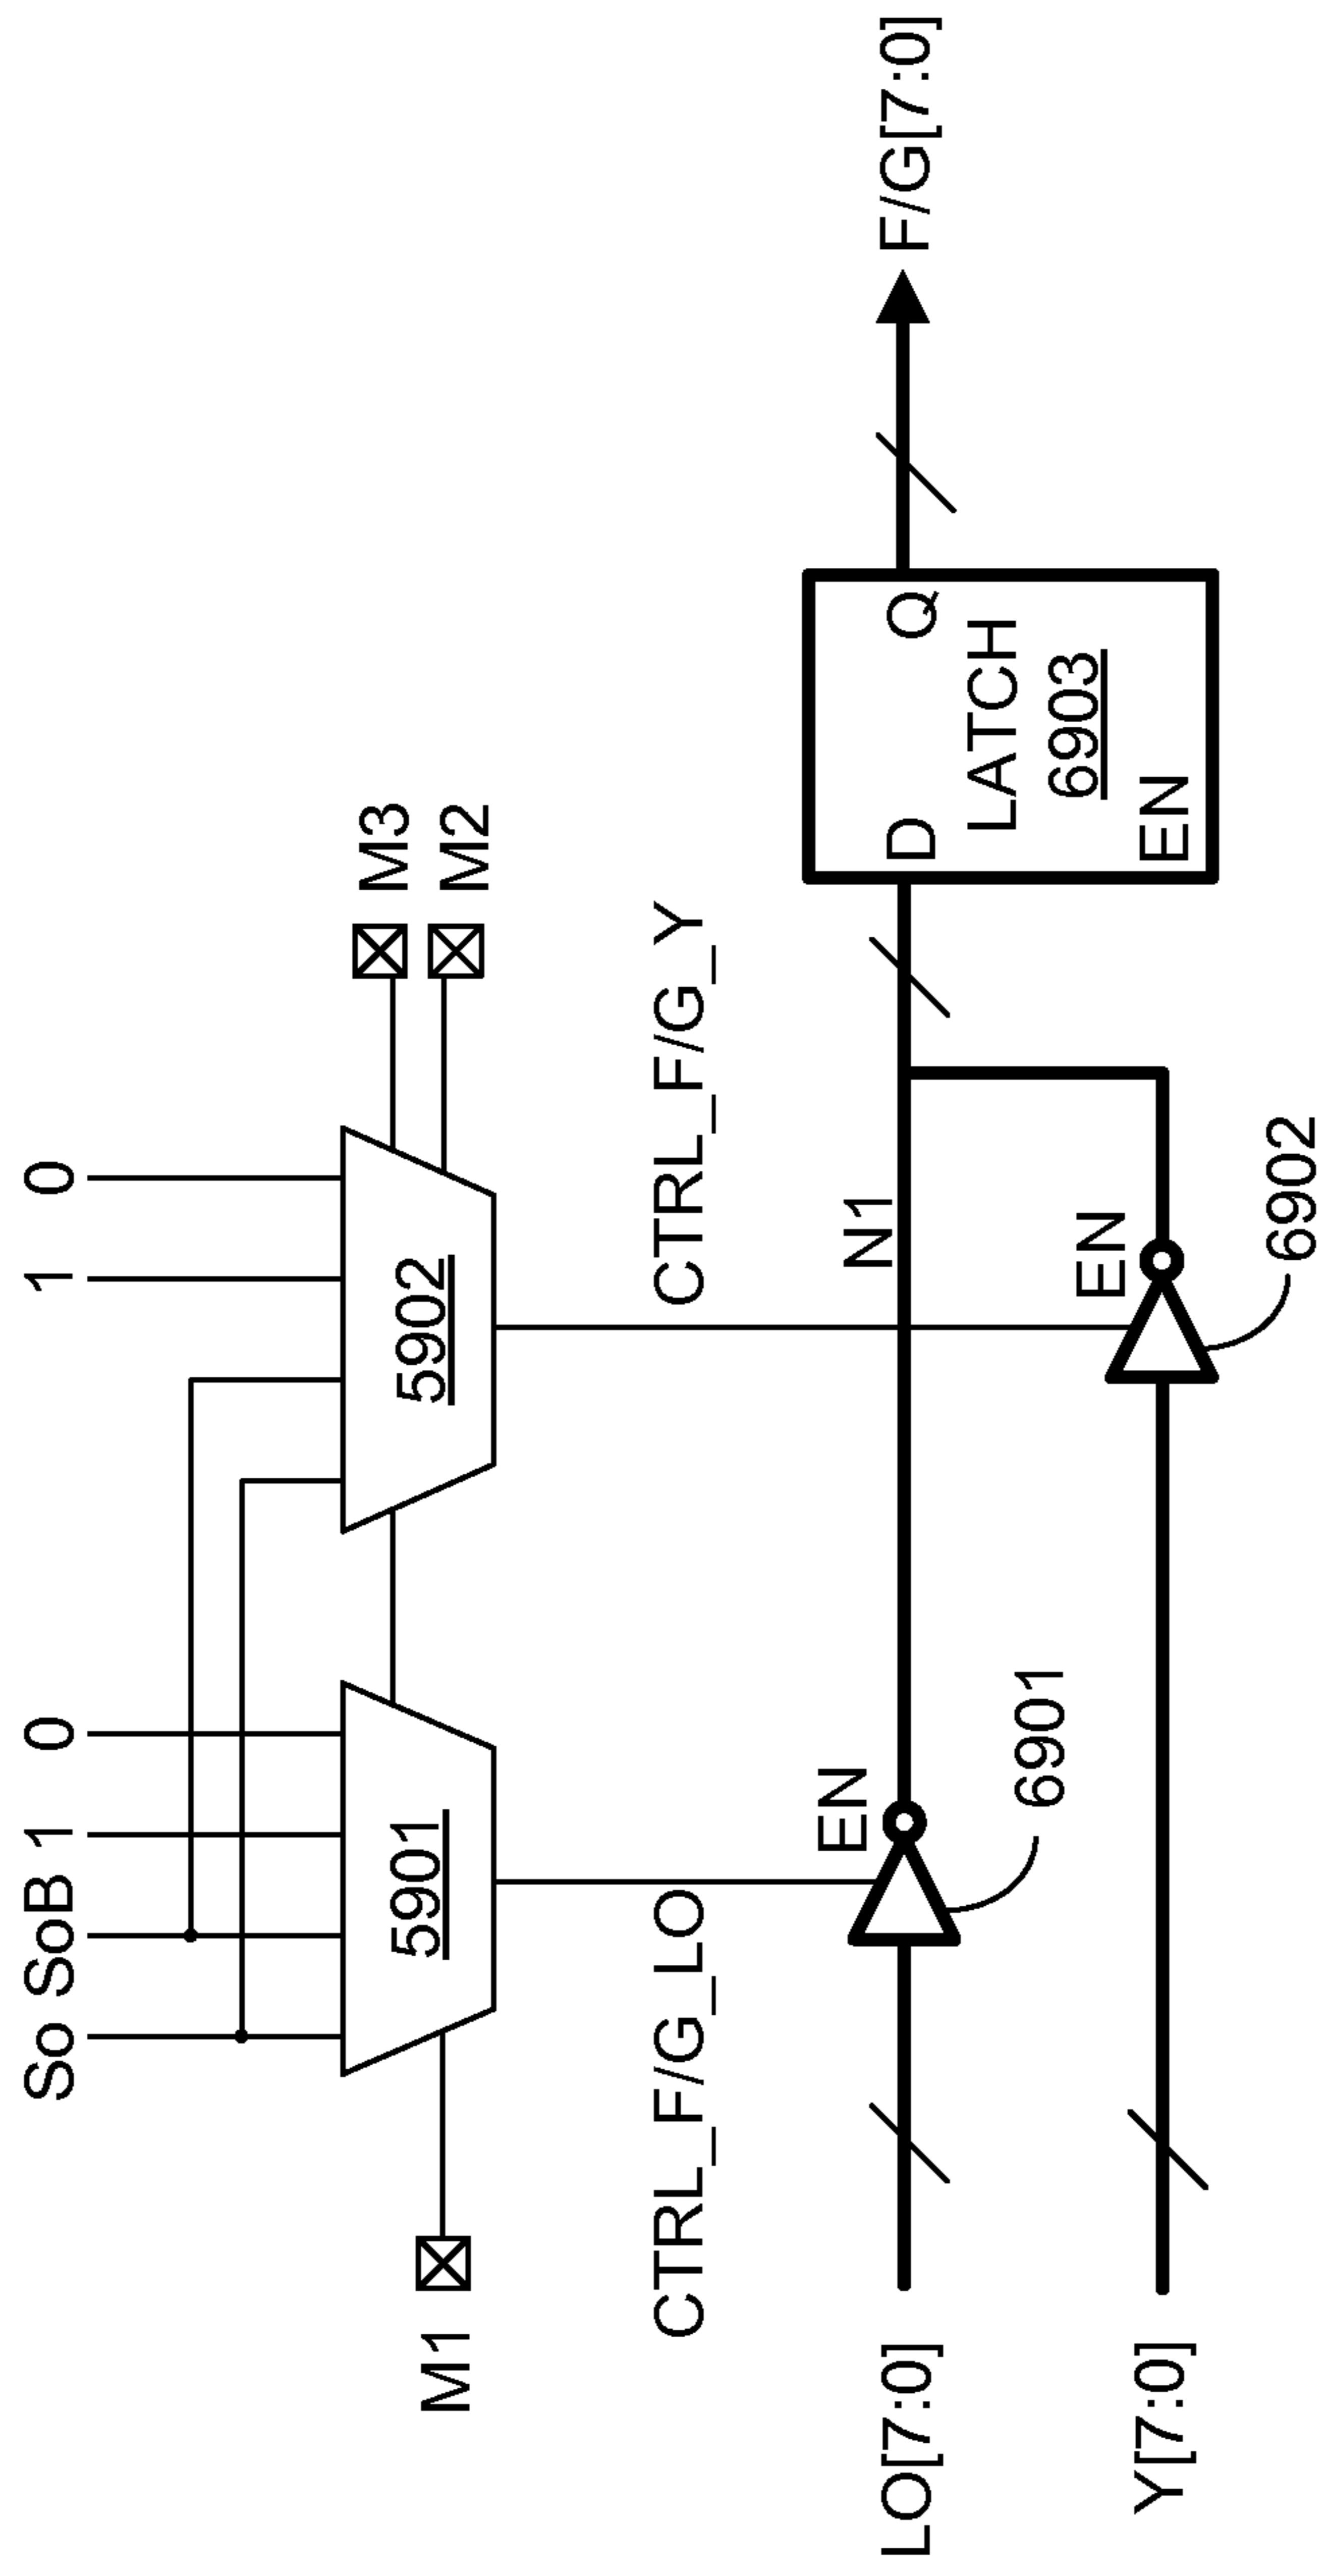 So SoB 1 0
1 0
M1
5901
5902
M3
M2
CTRL_F/G_LO
CTRL_F/G_Y
LO[7:0]
EN
6901
N1
D
Q
LATCH
6903
EN
F/G[7:0]
Y[7:0]
EN
6902